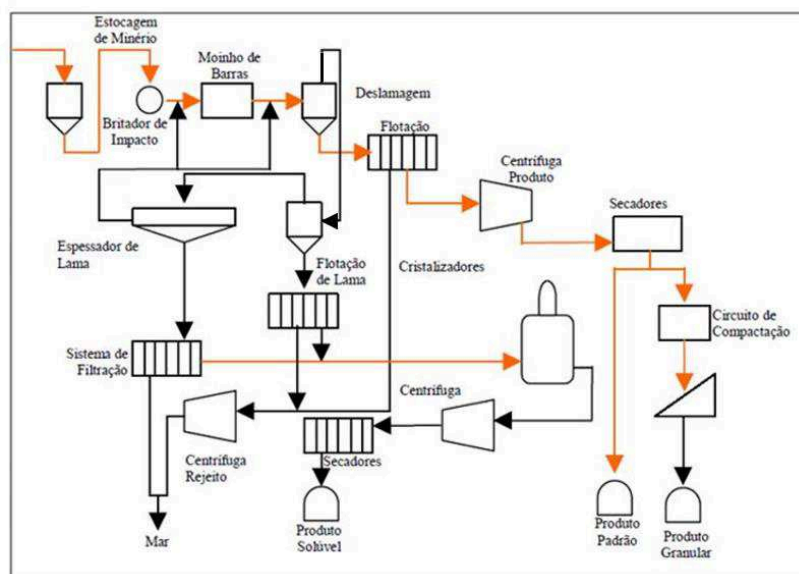 Estocagem
de Minério
Moinho de
Barras
Britador de
Impacto
Deslamagem
Flotação
Centrífuga
Produto
Secadores
Espessador de
Lama
Flotação
de Lama
Cristalizadores
Circuito de
Compactação
Sistema de
Filtração
Centrífuga
Centrífuga
Rejeito
Secadores
Mar
Produto
Solúvel
Produto
Padrão
Produto
Granular